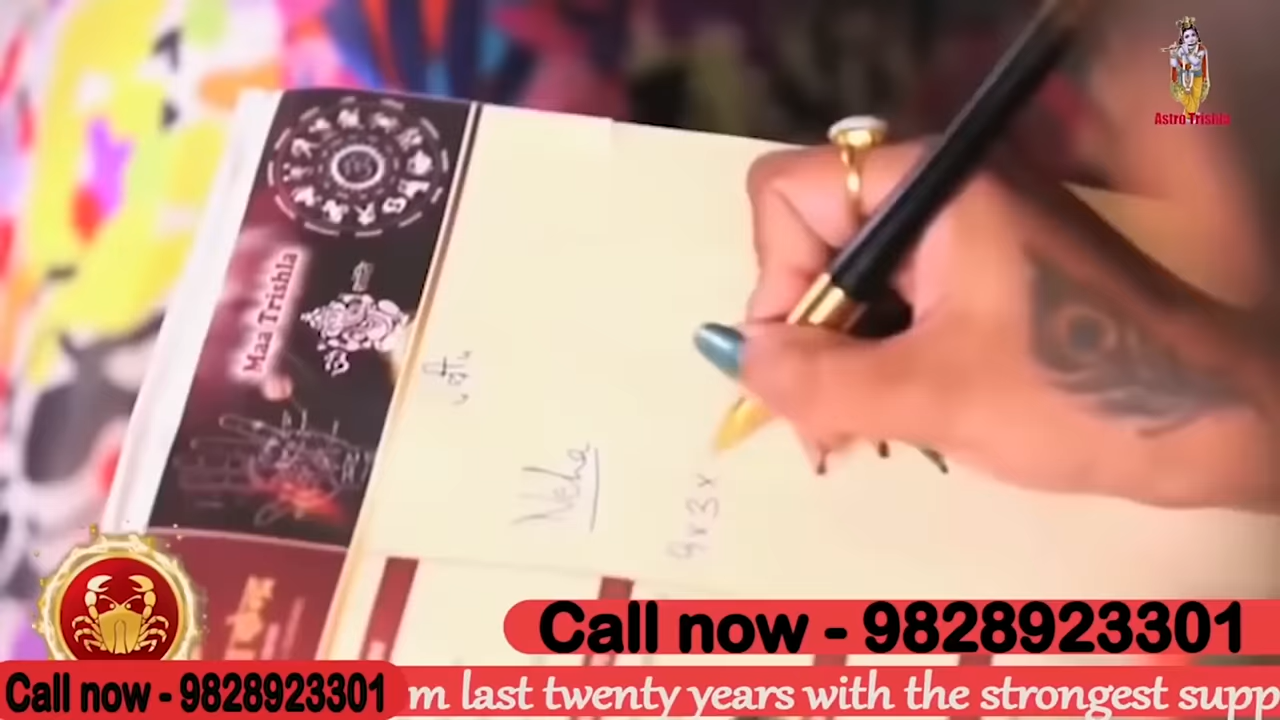 Astro Trishla
Maa Trishla
Neha
Call now - 9828923301
Call now - 9828923301
m last twenty years with the strongest supp